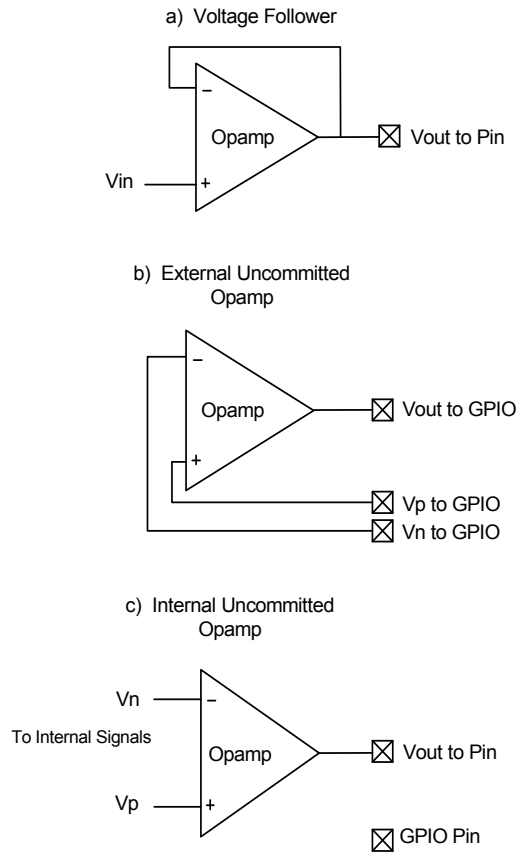 a) Voltage Follower
−
Opamp
Vout to Pin
Vin
+
b) External Uncommitted
Opamp
−
Opamp
Vout to GPIO
+
Vp to GPIO
Vn to GPIO
c) Internal Uncommitted
Opamp
Vn
−
To Internal Signals
Opamp
Vout to Pin
Vp
+
GPIO Pin